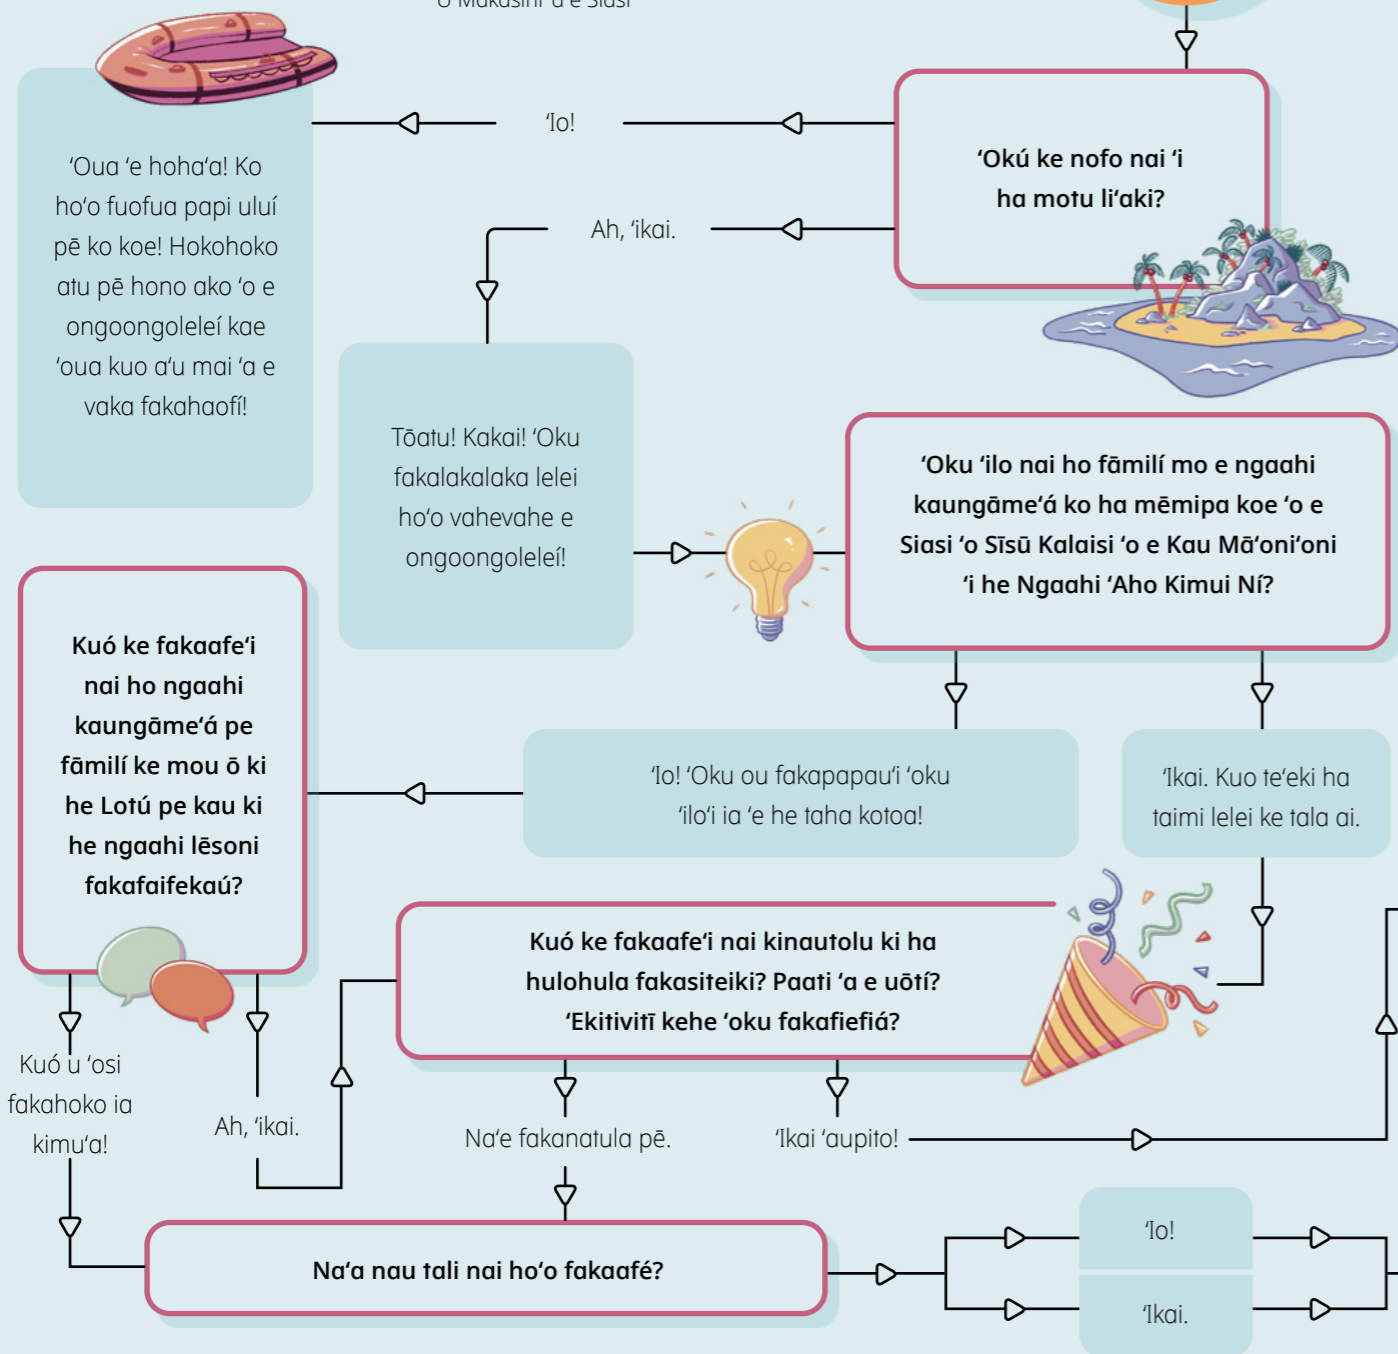 ‘Io!
‘Okú ke nofo nai ‘i
ha motu li‘aki?
‘Oua ‘e hoha‘a! Ko
ho‘o fuofua papi uluí
pē ko koe! Hokohoko
atu pē hono ako ‘o e
ongoongoleleí kae
‘oua kuo a‘u mai ‘a e
vaka fakahaofí!
Ah, ‘ikai.
Tōatu! Kakai! ‘Oku
fakalakalaka lelei
ho‘o vahevahe e
ongoongoleleí!
‘Oku ‘ilo nai ho fāmilí mo e ngaahi
kaungāme‘á ko ha mēmipa koe ‘o e
Siasi ‘o Sīsū Kalaisi ‘o e Kau Mā‘oni‘oni
‘i he Ngaahi ‘Aho Kimui Ní?
Kuó ke fakaafe‘i
nai ho ngaahi
kaungāme‘á pe
fāmilí ke mou ō ki
he Lotú pe kau ki
he ngaahi lēsoni
fakafaifekaú?
‘Io! ‘Oku ou fakapapau‘i ‘oku
‘ilo‘i ia ‘e he taha kotoa!
‘Ikai. Kuo te‘eki ha
taimi lelei ke tala ai.
Kuó ke fakaafe‘i nai kinautolu ki ha
hulohula fakasiteiki? Paati ‘a e uōtí?
‘Ekitivitī kehe ‘oku fakafiefiá?
Kuó u ‘osi
fakahoko ia
kimu‘a!
Ah, ‘ikai.
Na‘e fakanatula pē.
‘Ikai ‘aupito!
Na‘a nau tali nai ho‘o fakaafé?
‘Io!
‘Ikai.